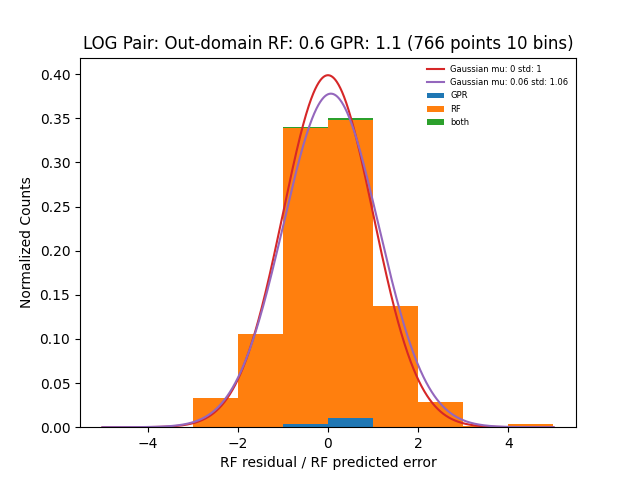 LOG Pair: Out-domain RF: 0.6 GPR: 1.1 (766 points 10 bins)
Gaussian mu: 0 std: 1
Gaussian mu: 0.06 std: 1.06
GPR
RF
both
Normalized Counts
0.40
0.35
0.30
0.25
0.20
0.15
0.10
0.05
0.00
−4 −2 0 2 4
RF residual / RF predicted error